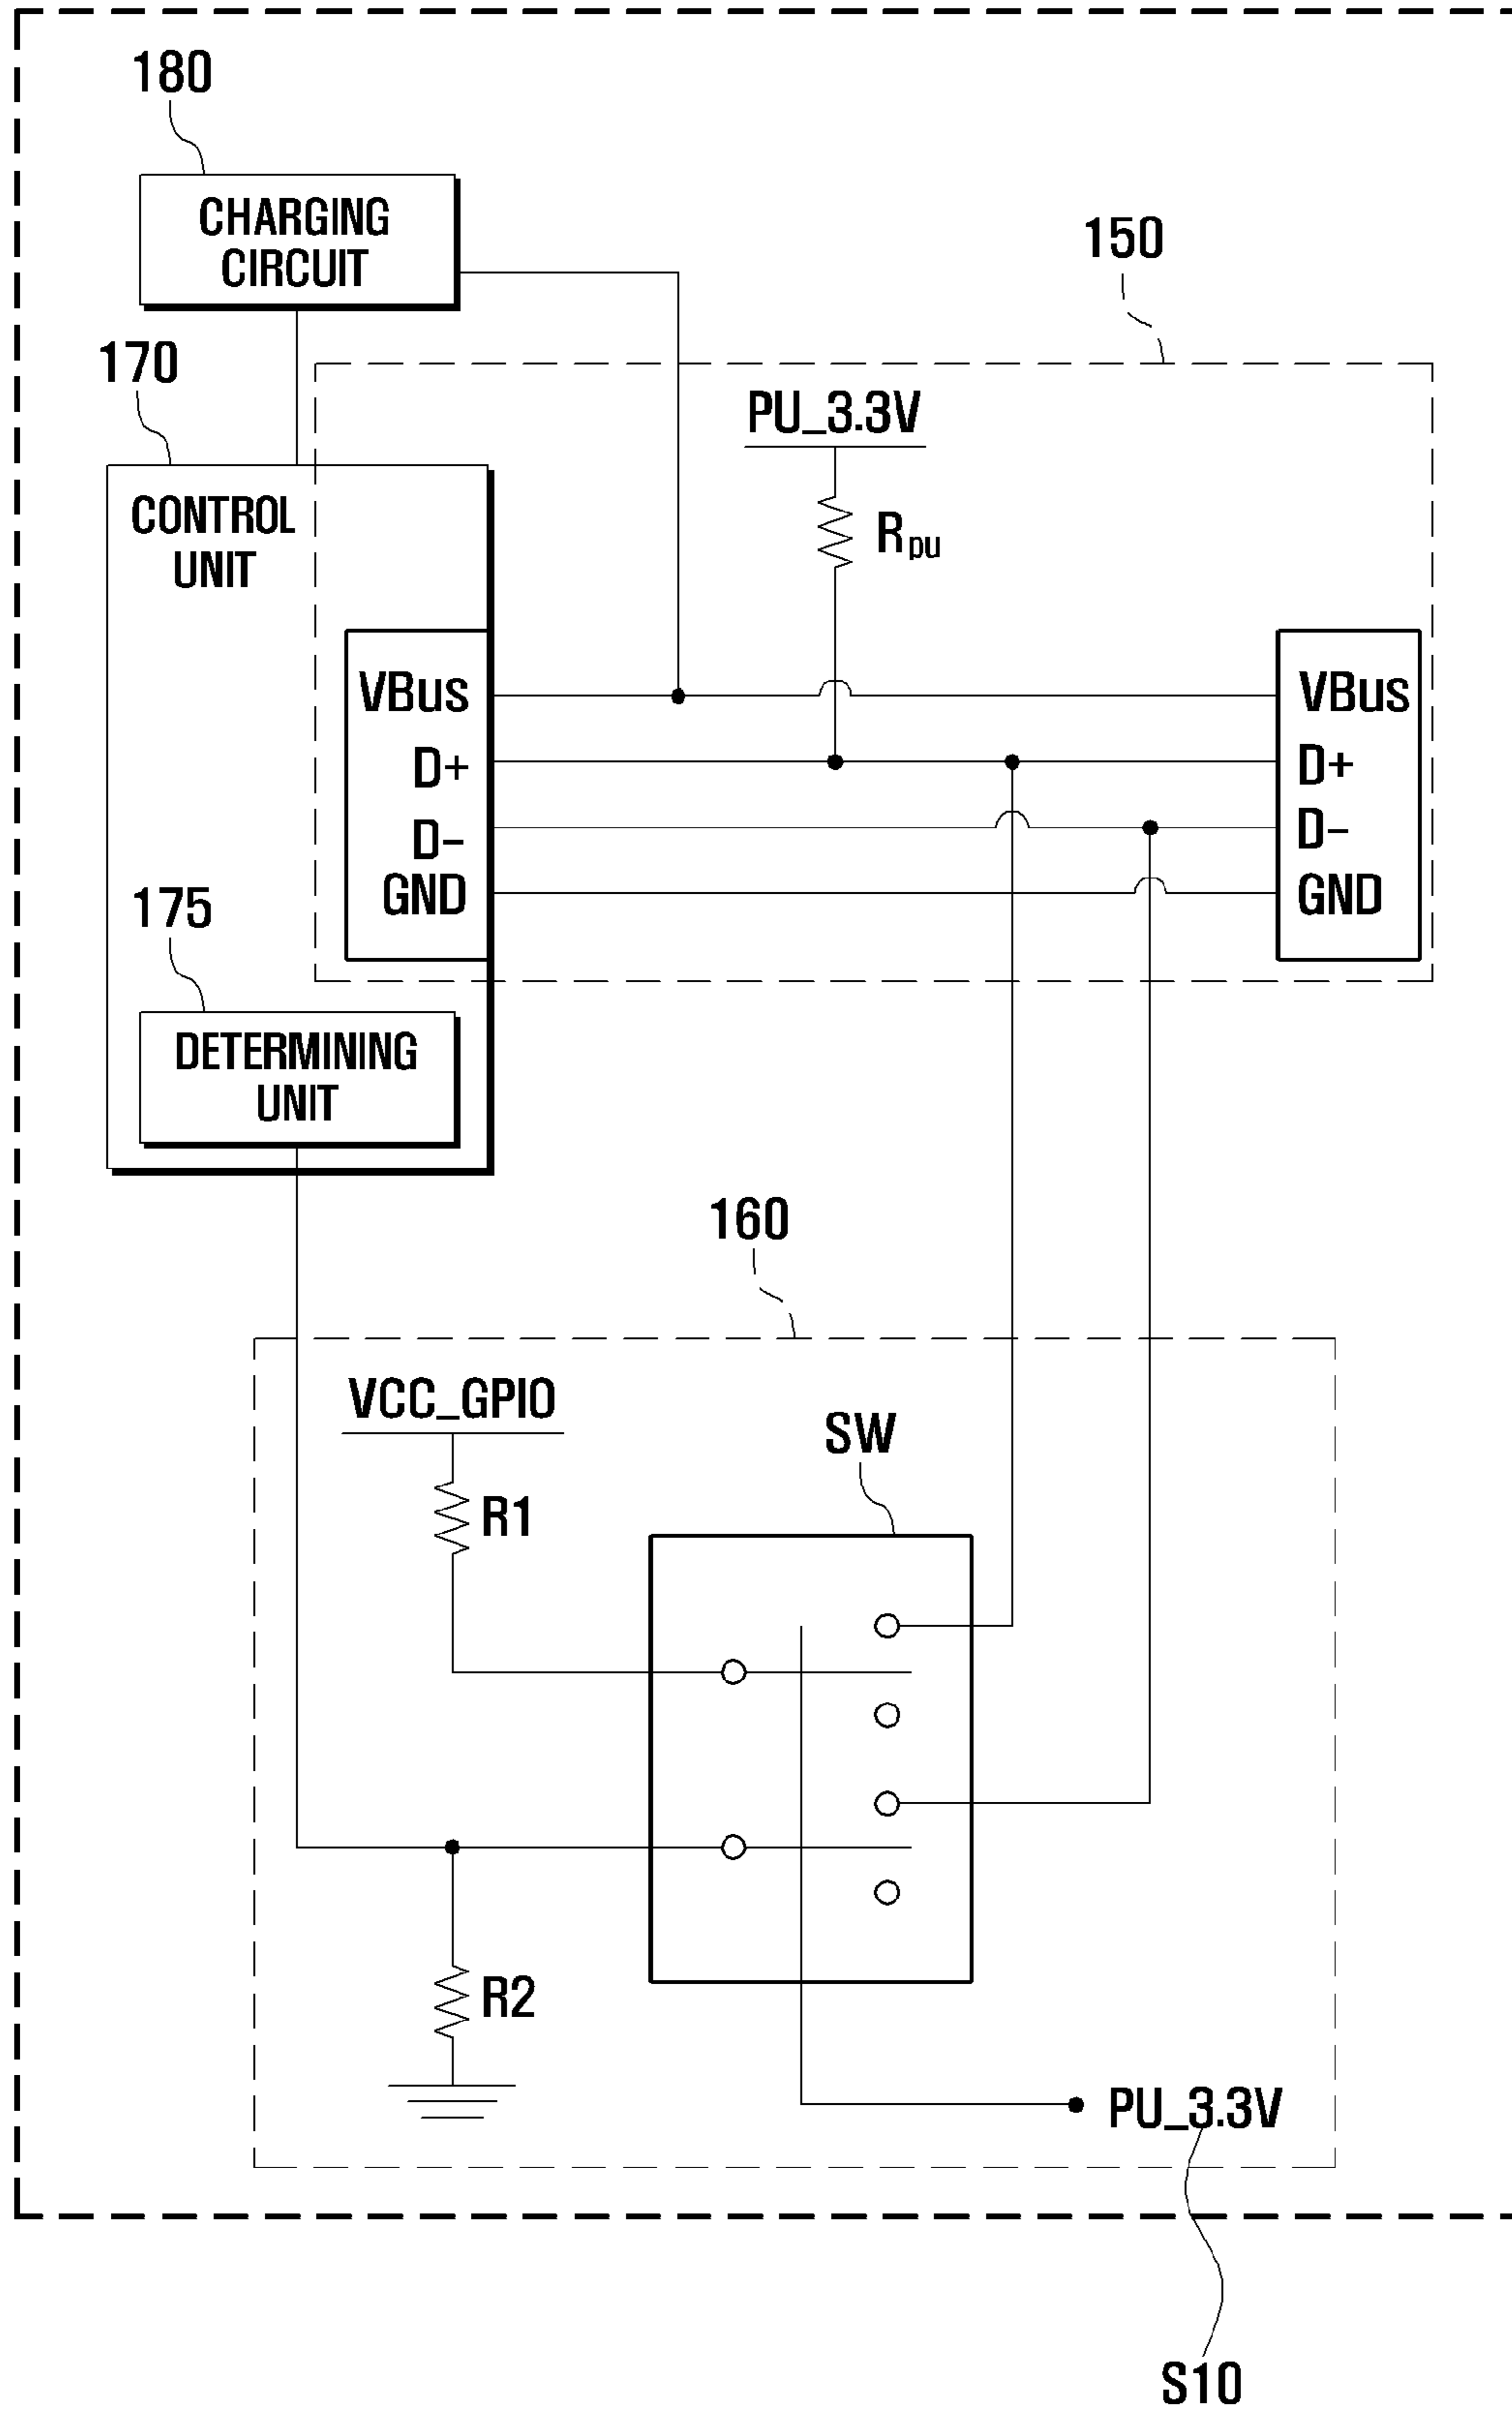 180
CHARGING
CIRCUIT
150
170
PU_3.3V
CONTROL
UNIT
Rpu
VBus
VBus
D+
D+
D-
D-
GND
GND
175
DETERMINING
UNIT
160
VCC_GPIO
SW
R1
R2
PU_3.3V
S10